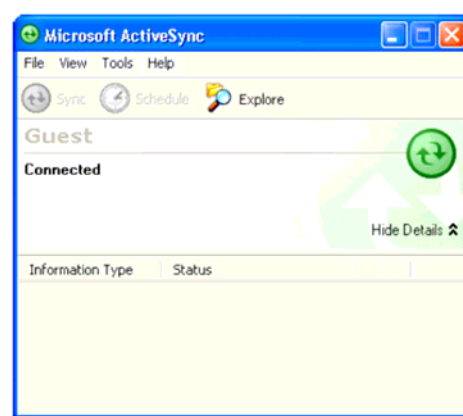 Microsoft ActiveSync
File View Tools Help
Sync Schedule Explore
Guest
Connected
Hide Details
Information Type Status